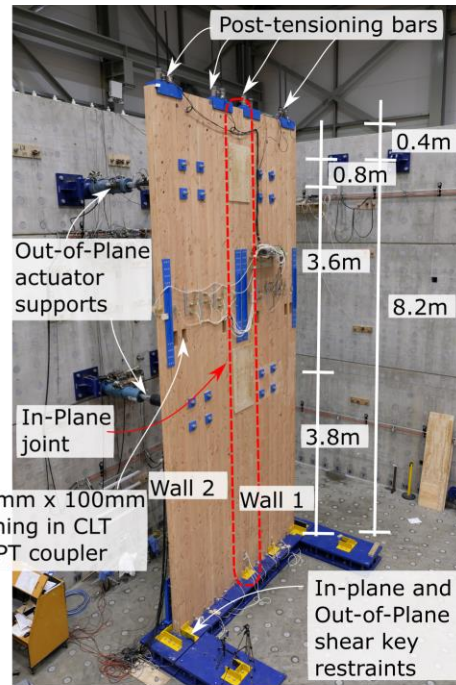 Post-tensioning bars
0.4m
0.8m
3.6m
8.2m
Out-of-Plane
actuator
supports
In-Plane
joint
3.8m
mm x 100mm
Wall 2
Wall 1
ning in CLT
PT coupler
In-plane and
Out-of-Plane
shear key
restraints